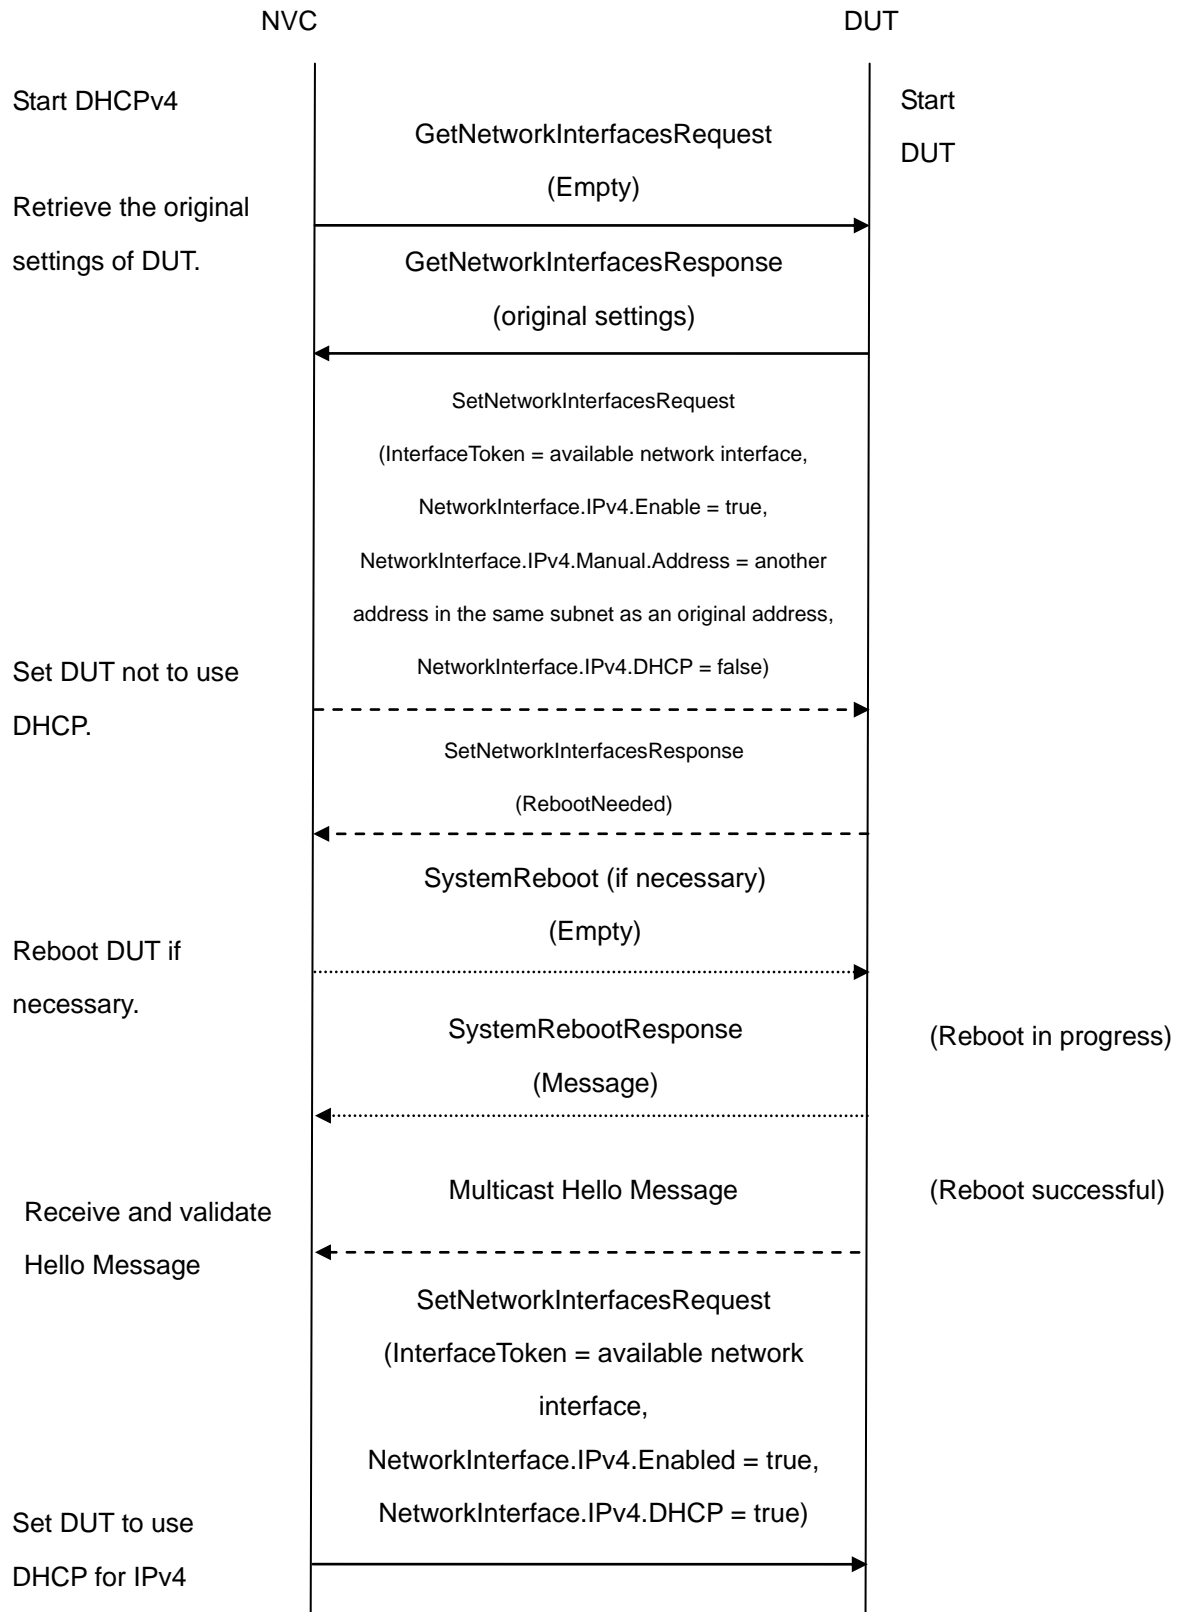 NVC
DUT
Start DHCPv4
Start
DUT
GetNetworkInterfacesRequest
(Empty)
Retrieve the original
settings of DUT.
GetNetworkInterfacesResponse
(original settings)
SetNetworkInterfacesRequest
(InterfaceToken = available network interface,
NetworkInterface.IPv4.Enable = true,
NetworkInterface.IPv4.Manual.Address = another
address in the same subnet as an original address,
NetworkInterface.IPv4.DHCP = false)
Set DUT not to use
DHCP.
SetNetworkInterfacesResponse
(RebootNeeded)
SystemReboot (if necessary)
(Empty)
Reboot DUT if
necessary.
SystemRebootResponse
(Message)
(Reboot in progress)
Multicast Hello Message
(Reboot successful)
Receive and validate
Hello Message
SetNetworkInterfacesRequest
(InterfaceToken = available network
interface,
NetworkInterface.IPv4.Enabled = true,
NetworkInterface.IPv4.DHCP = true)
Set DUT to use
DHCP for IPv4